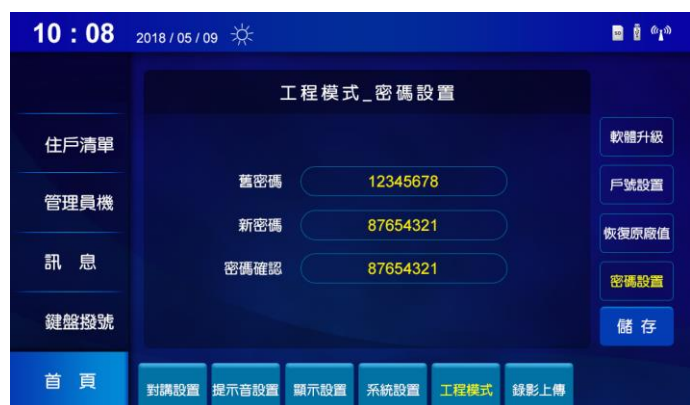 10 : 08 2018 / 05 / 09
工程模式_密碼設置
住戶清單
管理員機
訊 息
鍵盤撥號
首 頁
舊密碼 12345678
新密碼 87654321
密碼確認 87654321
軟體升級
戶號設置
恢復原廠值
密碼設置
儲 存
對講設置 提示音設置 顯示設置 系統設置 工程模式 錄影上傳